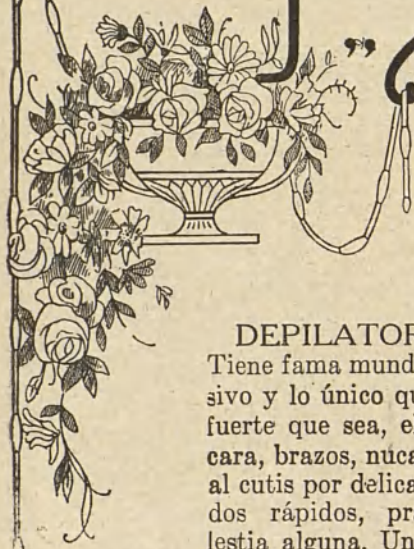 DEPILATOR
Tiene fama mund
sivo y lo único qu
fuerte que sea, e
cara, brazos, nuca
al cutis por delica
dos rápidos, pr
lestia alguna. Un